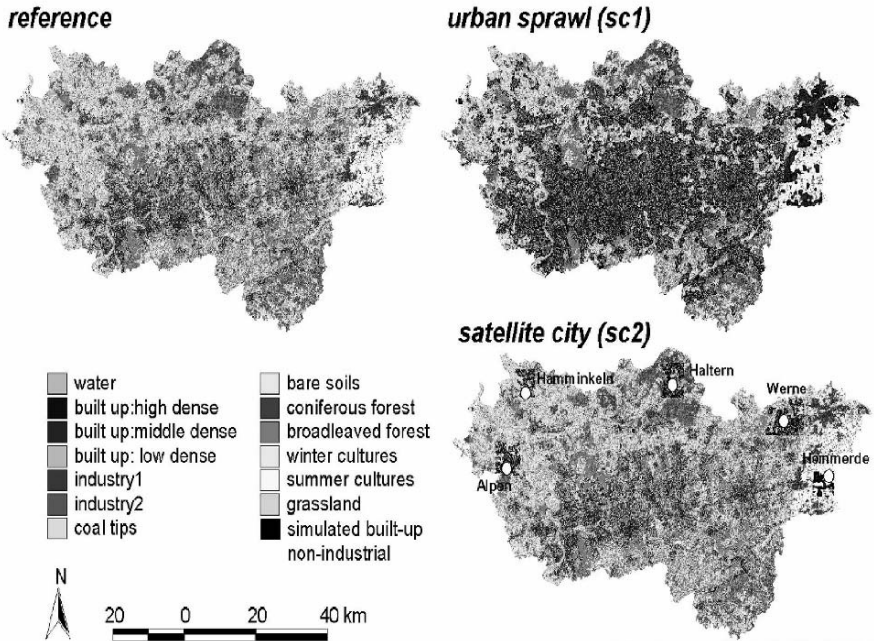 reference
urban sprawl (sc1)
satellite city (sc2)
Hamminkeln
Haltern
Werne
Alpen
Hemmerde
water
built up:high dense
built up:middle dense
built up: low dense
industry1
industry2
coal tips
bare soils
coniferous forest
broadleaved forest
winter cultures
summer cultures
grassland
simulated built-up
non-industrial
N
20 0 20 40 km